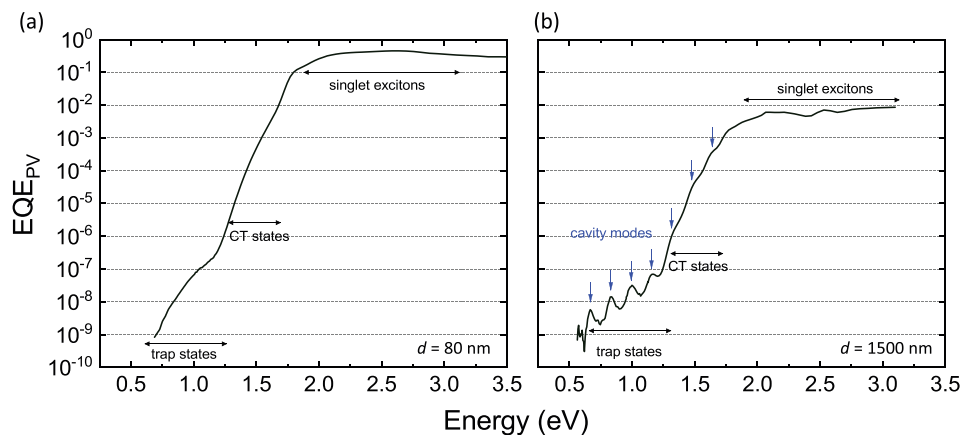 (a)
(b)
10⁰
10⁻¹
10⁻²
10⁻³
10⁻⁴
10⁻⁵
10⁻⁶
10⁻⁷
10⁻⁸
10⁻⁹
10⁻¹⁰
EQE_PV
singlet excitons
CT states
trap states
d = 80 nm
0.5 1.0 1.5 2.0 2.5 3.0 3.5
singlet excitons
cavity modes
CT states
trap states
d = 1500 nm
0.5 1.0 1.5 2.0 2.5 3.0 3.5
Energy (eV)